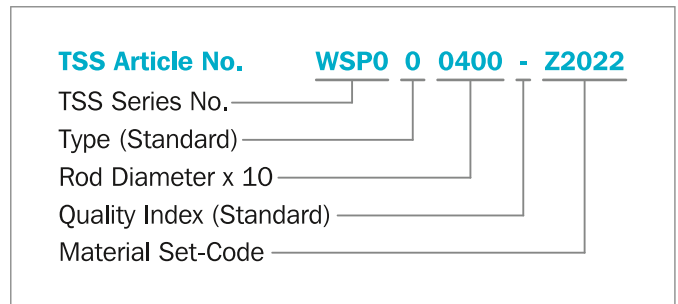 TSS Article No. WSP0 0 0400 - Z2022
TSS Series No.
Type (Standard)
Rod Diameter x 10
Quality Index (Standard)
Material Set-Code